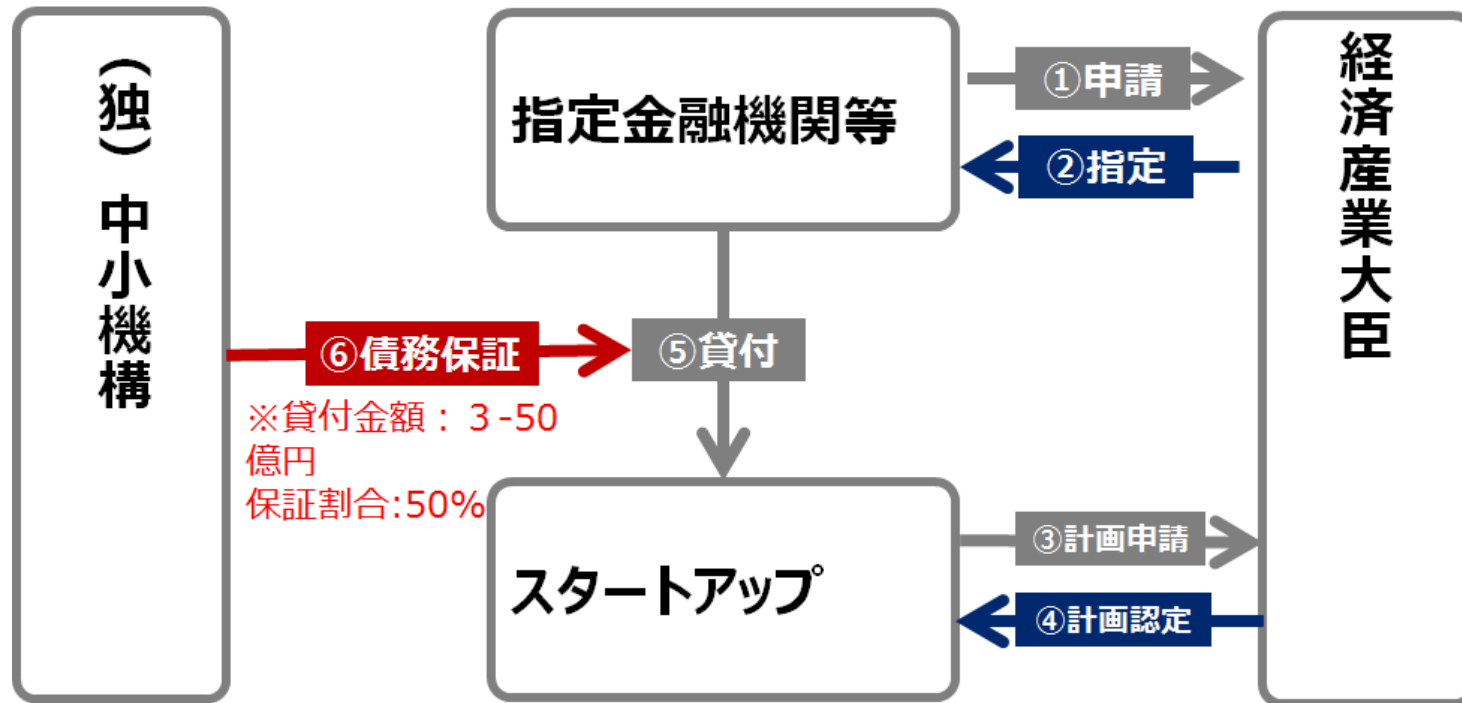 （独）中小機構
指定金融機関等
①申請
②指定
経済産業大臣
⑥債務保証
⑤貸付
※貸付金額：３-50
億円
保証割合:50%
スタートアップ
③計画申請
④計画認定